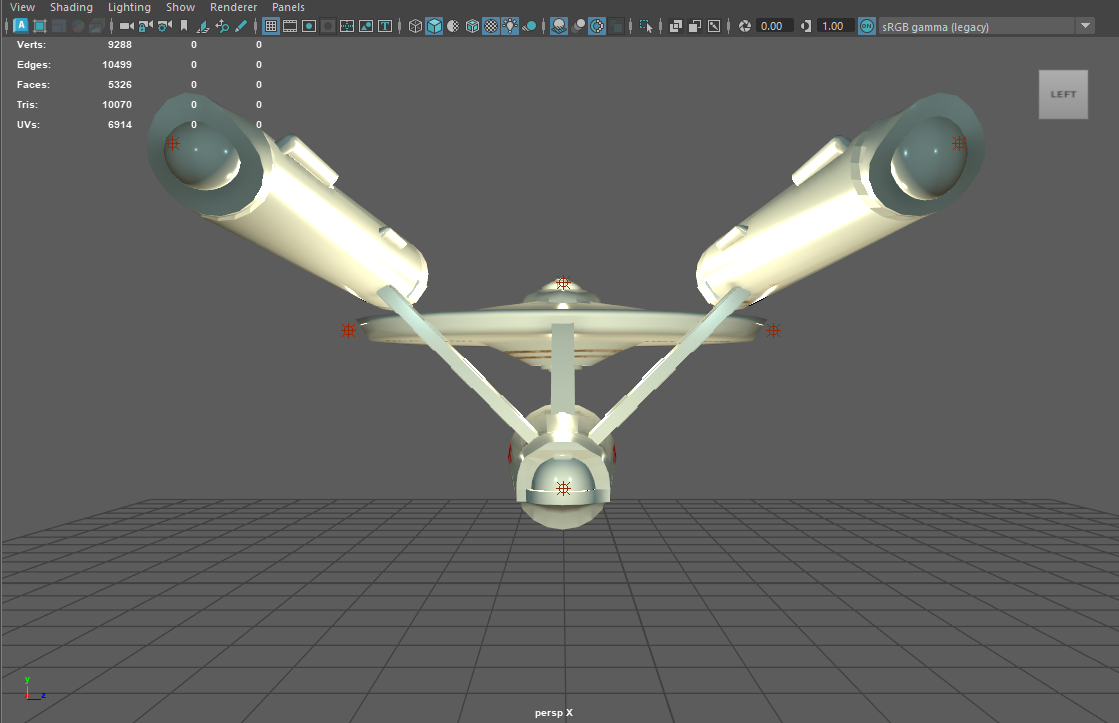 View Shading Lighting Show Renderer Panels
A T 0.00 1.00 ON sRGB gamma (legacy)
Verts: 9288 0 0
Edges: 10499 0 0
Faces: 5326 0 0
Tris: 10070 0 0
UVs: 6914 0 0
LEFT
y
z
persp X